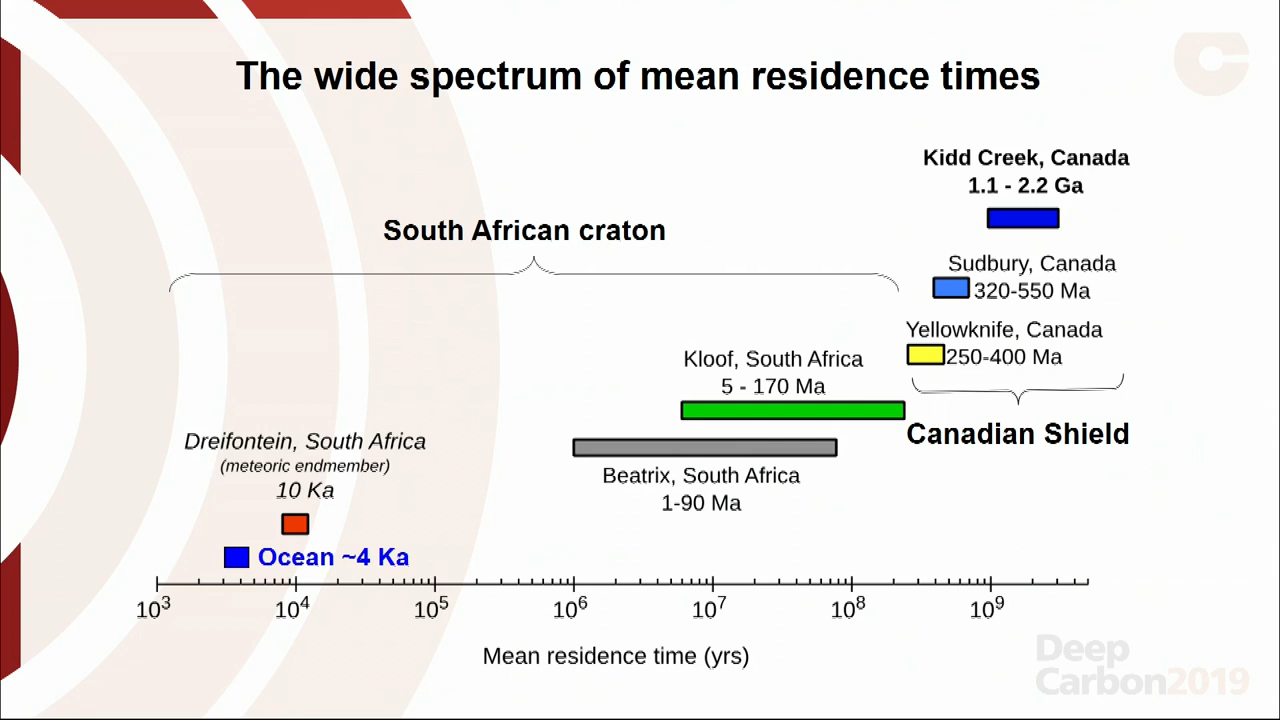 The wide spectrum of mean residence times
Kidd Creek, Canada
1.1 - 2.2 Ga
South African craton
Sudbury, Canada
320-550 Ma
Yellowknife, Canada
250-400 Ma
Kloof, South Africa
5 - 170 Ma
Canadian Shield
Dreifontein, South Africa
(meteoric endmember)
10 Ka
Beatrix, South Africa
1-90 Ma
Ocean ~4 Ka
10³ 10⁴ 10⁵ 10⁶ 10⁷ 10⁸ 10⁹
Mean residence time (yrs)
Deep
Carbon2019